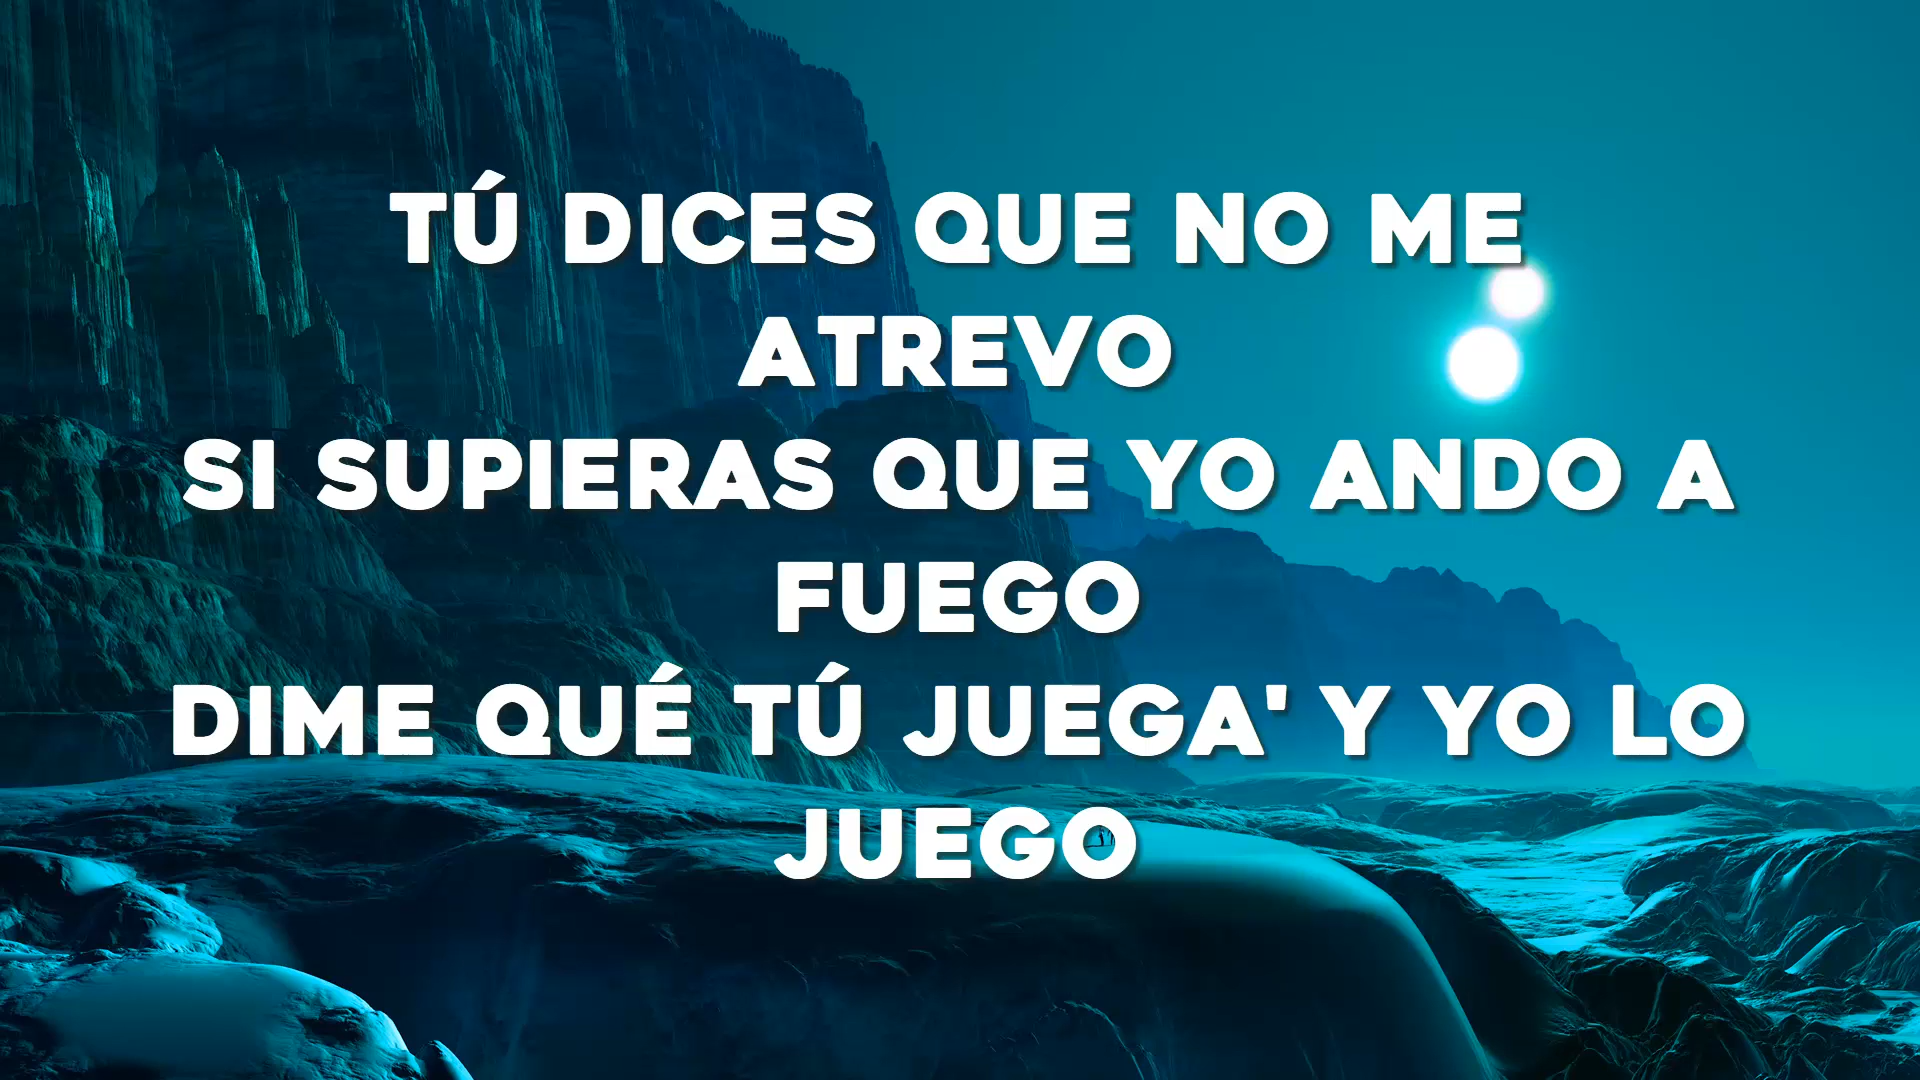 TÚ DICES QUE NO ME
ATREVO
SI SUPIERAS QUE YO ANDO A
FUEGO
DIME QUÉ TÚ JUEGA' Y YO LO
JUEGO